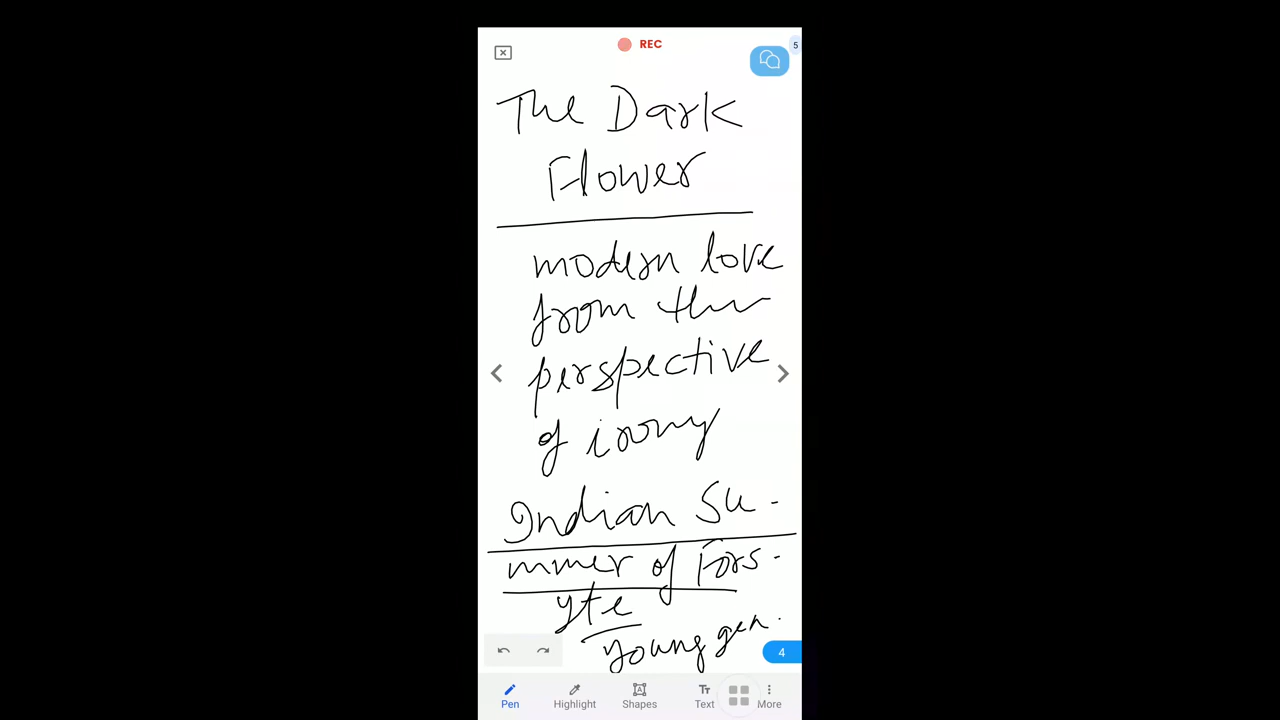 REC
5
The Dark
Flower
modern love
from the
perspective
of irony
Indian Su-
mmer of Fors-
yte
young gen.
4
Pen
Highlight
Shapes
Text
More